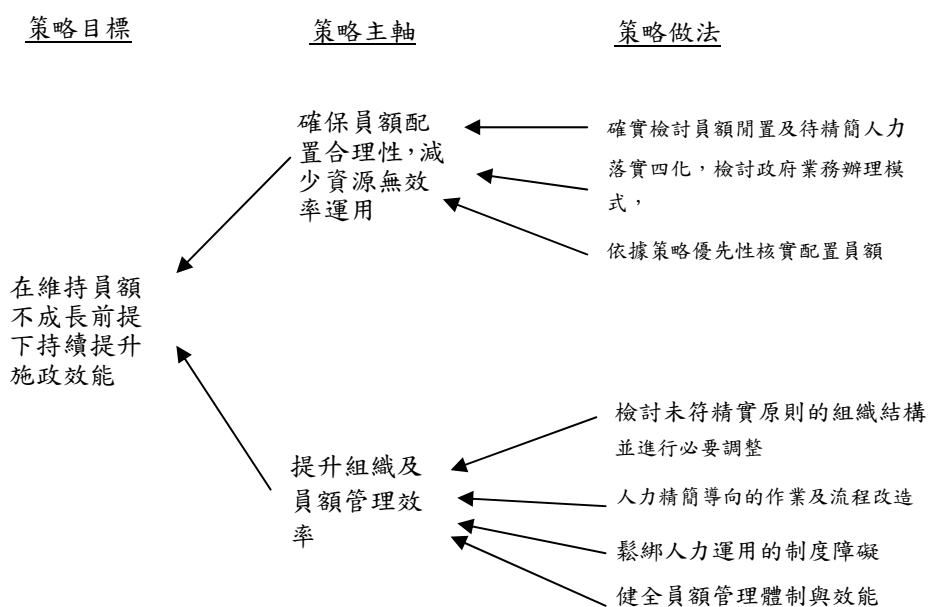 策略目標
策略主軸
策略做法
確保員額配
置合理性，減
少資源無效
率運用
確實檢討員額閒置及待精簡人力
落實四化，檢討政府業務辦理模
式，
依據策略優先性核實配置員額
在維持員額
不成長前提
下持續提升
施政效能
提升組織及
員額管理效
率
檢討未符精實原則的組織結構
並進行必要調整
人力精簡導向的作業及流程改造
鬆綁人力運用的制度障礙
健全員額管理體制與效能